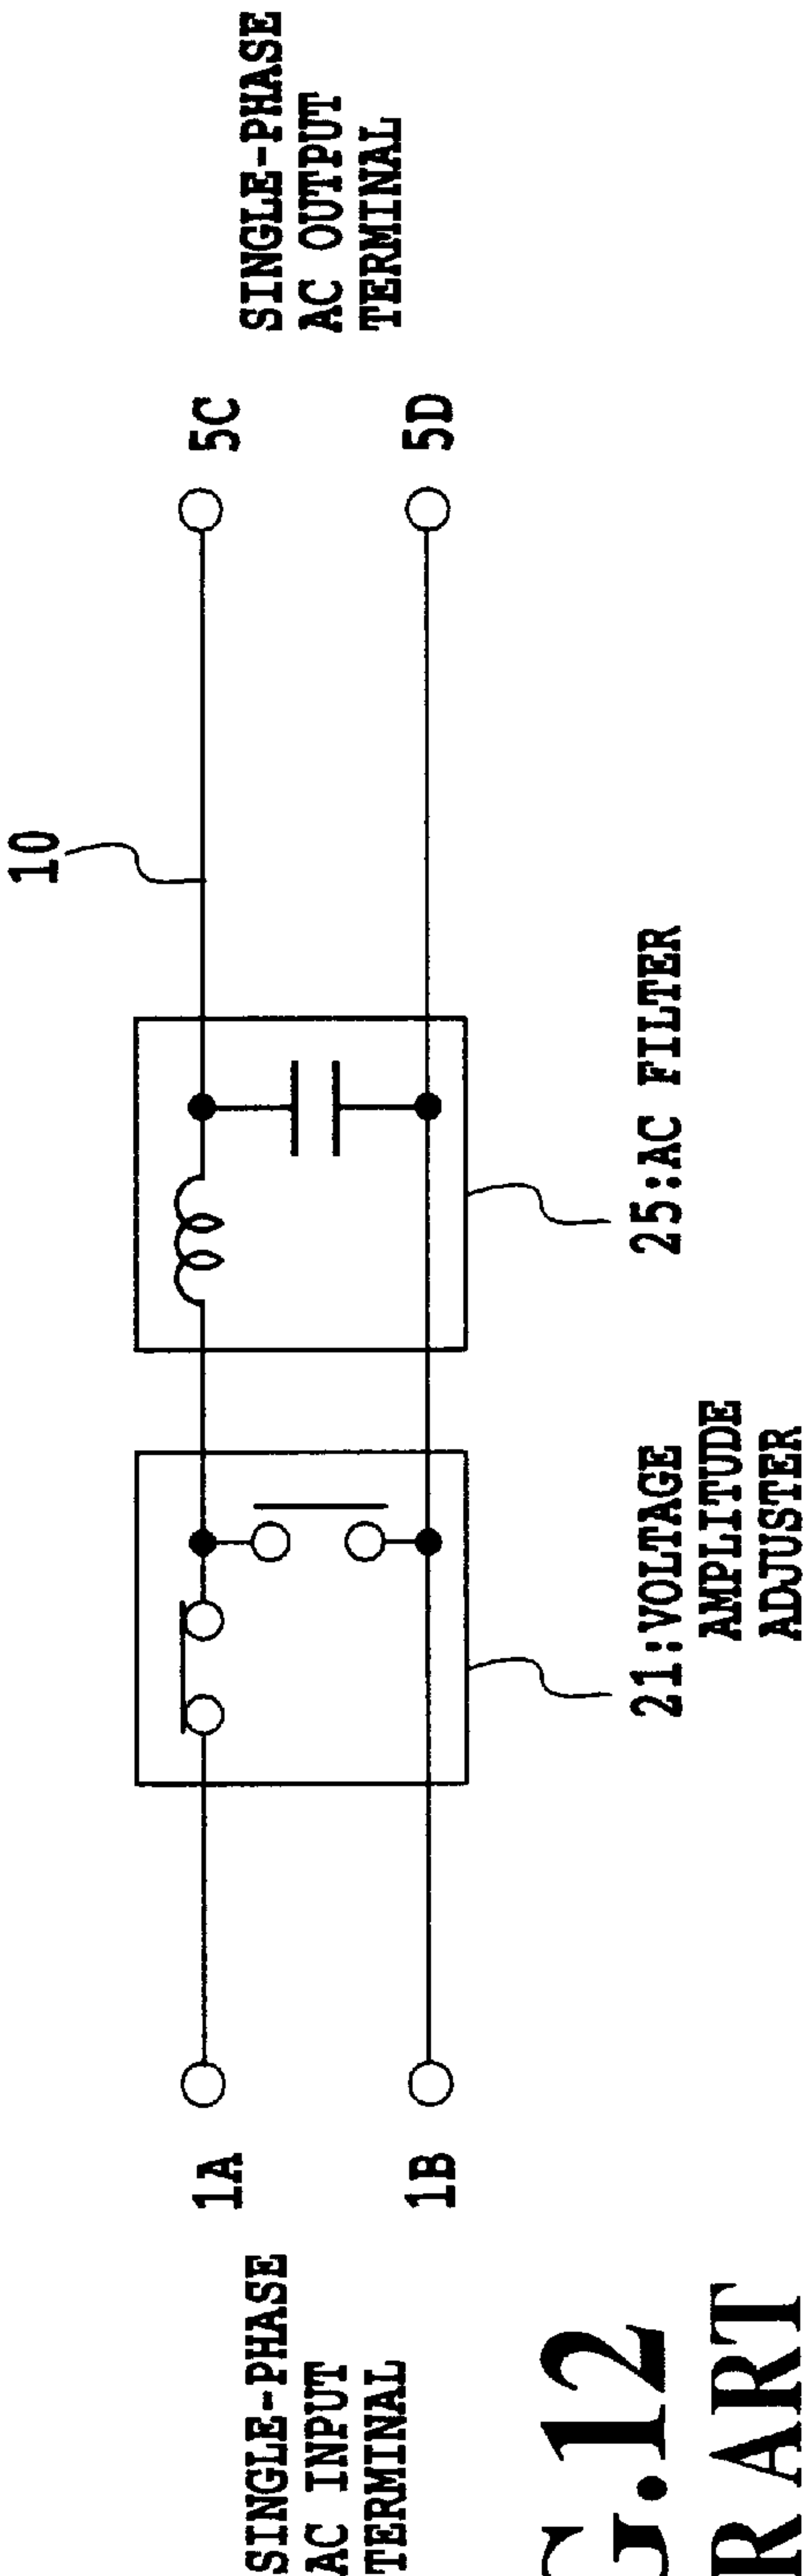 SINGLE-PHASE
AC INPUT
TERMINAL
1A
1B
21:VOLTAGE
AMPLITUDE
ADJUSTER
25:AC FILTER
10
5C
5D
SINGLE-PHASE
AC OUTPUT
TERMINAL
G.12
R ART